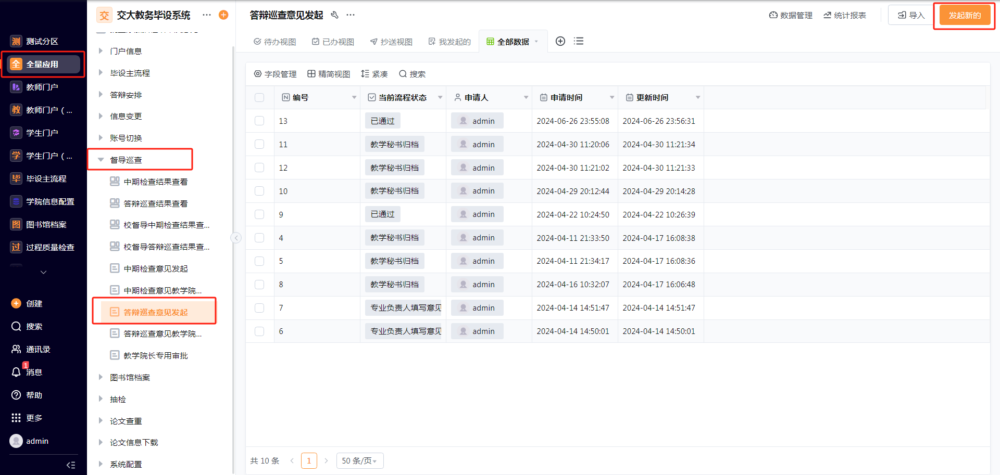 测 测试分区
全 全量应用
教师门户
教 教师门户（...
学生门户
学 学生门户（...
毕 毕设主流程
学院信息配置
图 图书馆档案
过 过程质量检查
创建
搜索
通讯录
1
消息
帮助
更多
admin
交 交大教务毕设系统
门户信息
毕设主流程
答辩安排
信息变更
账号切换
督导巡查
中期检查结果查看
答辩巡查结果查看
校督导中期检查结果查...
校督导答辩巡查结果查...
中期检查意见发起
中期检查意见教学院...
答辩巡查意见发起
答辩巡查意见教学院...
教学院长专用审批
图书馆档案
抽检
论文查重
论文信息下载
系统配置
答辩巡查意见发起
数据管理 统计报表 导入 发起新的
待办视图 已办视图 抄送视图 我发起的 全部数据
字段管理 精简视图 紧凑 搜索
编号 当前流程状态 申请人 申请时间 更新时间
13 已通过 admin 2024-06-26 23:55:08 2024-06-26 23:56:31
11 教学秘书归档 admin 2024-04-30 11:20:06 2024-04-30 11:21:34
12 教学秘书归档 admin 2024-04-30 11:21:02 2024-04-30 11:21:33
10 教学秘书归档 admin 2024-04-29 20:12:44 2024-04-29 20:14:28
9 已通过 admin 2024-04-22 10:24:50 2024-04-22 10:26:39
4 教学秘书归档 admin 2024-04-11 21:33:50 2024-04-17 16:08:38
5 教学秘书归档 admin 2024-04-11 21:34:17 2024-04-17 16:08:36
8 教学秘书归档 admin 2024-04-16 10:32:07 2024-04-17 16:06:48
7 专业负责人填写意见 admin 2024-04-14 14:51:47 2024-04-14 14:51:47
6 专业负责人填写意见 admin 2024-04-14 14:50:01 2024-04-14 14:50:01
共 10 条 1 50 条/页